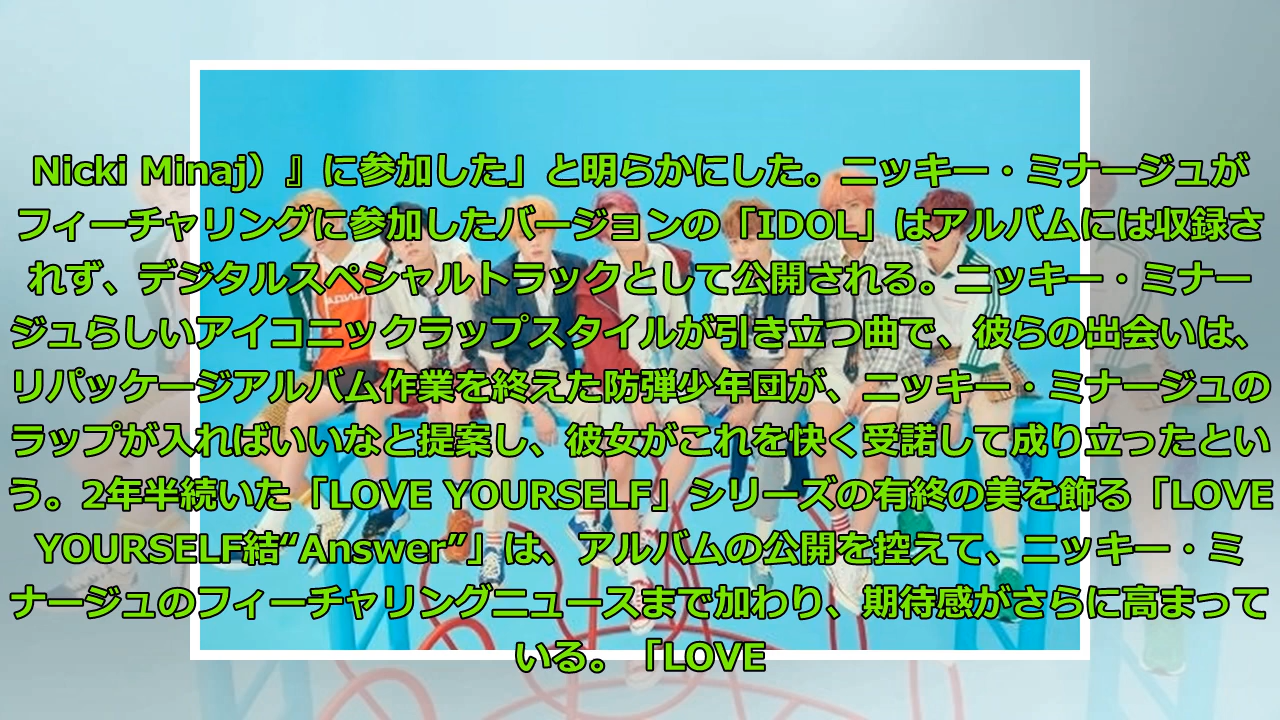 Nicki Minaj）』に参加した」と明らかにした。ニッキー・ミナージュが
フィーチャリングに参加したバージョンの「IDOL」はアルバムには収録さ
れず、デジタルスペシャルトラックとして公開される。ニッキー・ミナー
ジュらしいアイコニックラップスタイルが引き立つ曲で、彼らの出会いは、
リパッケージアルバム作業を終えた防弾少年団が、ニッキー・ミナージュの
ラップが入ればいいなと提案し、彼女がこれを快く受諾して成り立ったとい
う。2年半続いた「LOVE YOURSELF」シリーズの有終の美を飾る「LOVE
YOURSELF結“Answer”」は、アルバムの公開を控えて、ニッキー・ミ
ナージュのフィーチャリングニュースまで加わり、期待感がさらに高まって
いる。「LOVE